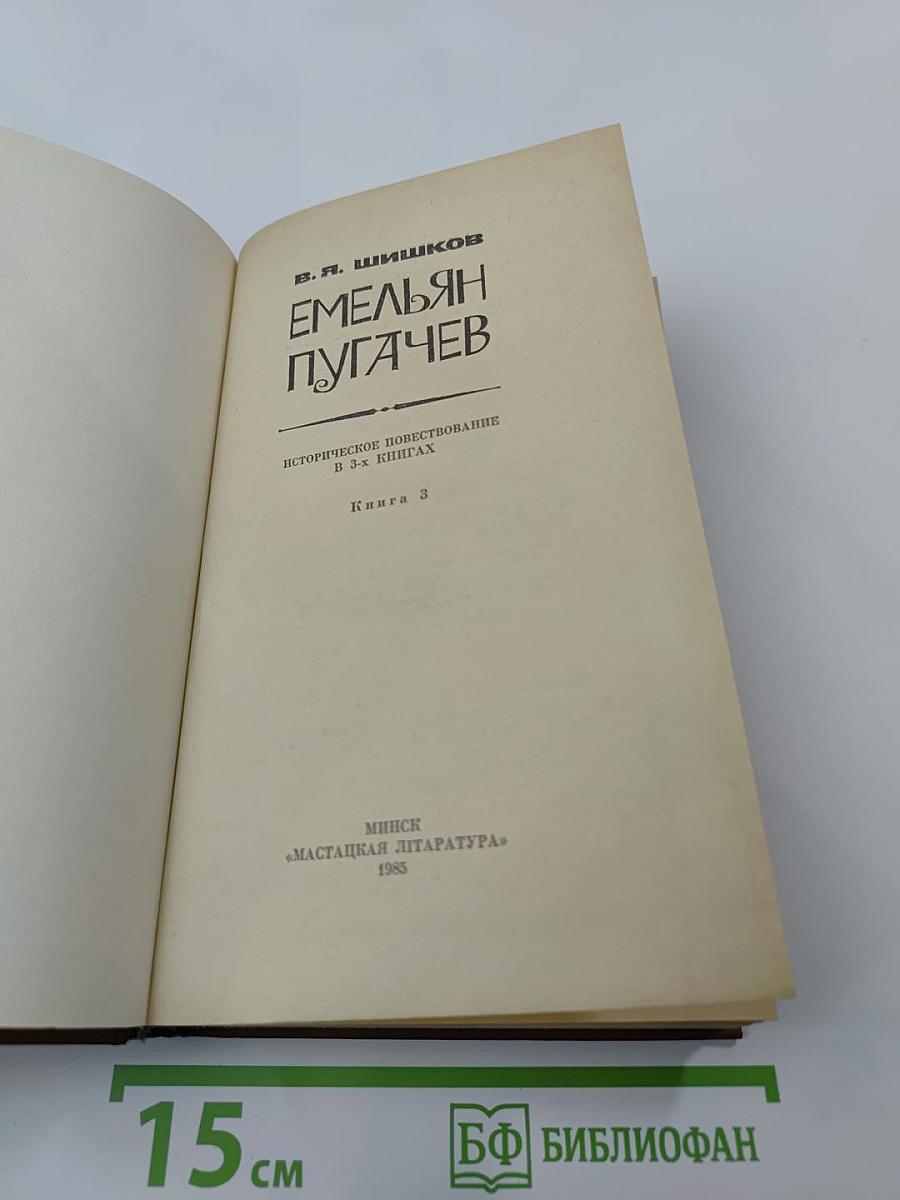 В. Я. ШИШКОВ
ЕМЕЛЬЯН
ПУГАЧЕВ
ИСТОРИЧЕСКОЕ ПОВЕСТВОВАНИЕ
В 3-х КНИГАХ
Книга 3
МИНСК
«МАСТАЦКАЯ ЛІТАРАТУРА»
1985
15 см
БФ БИБЛИОФАН